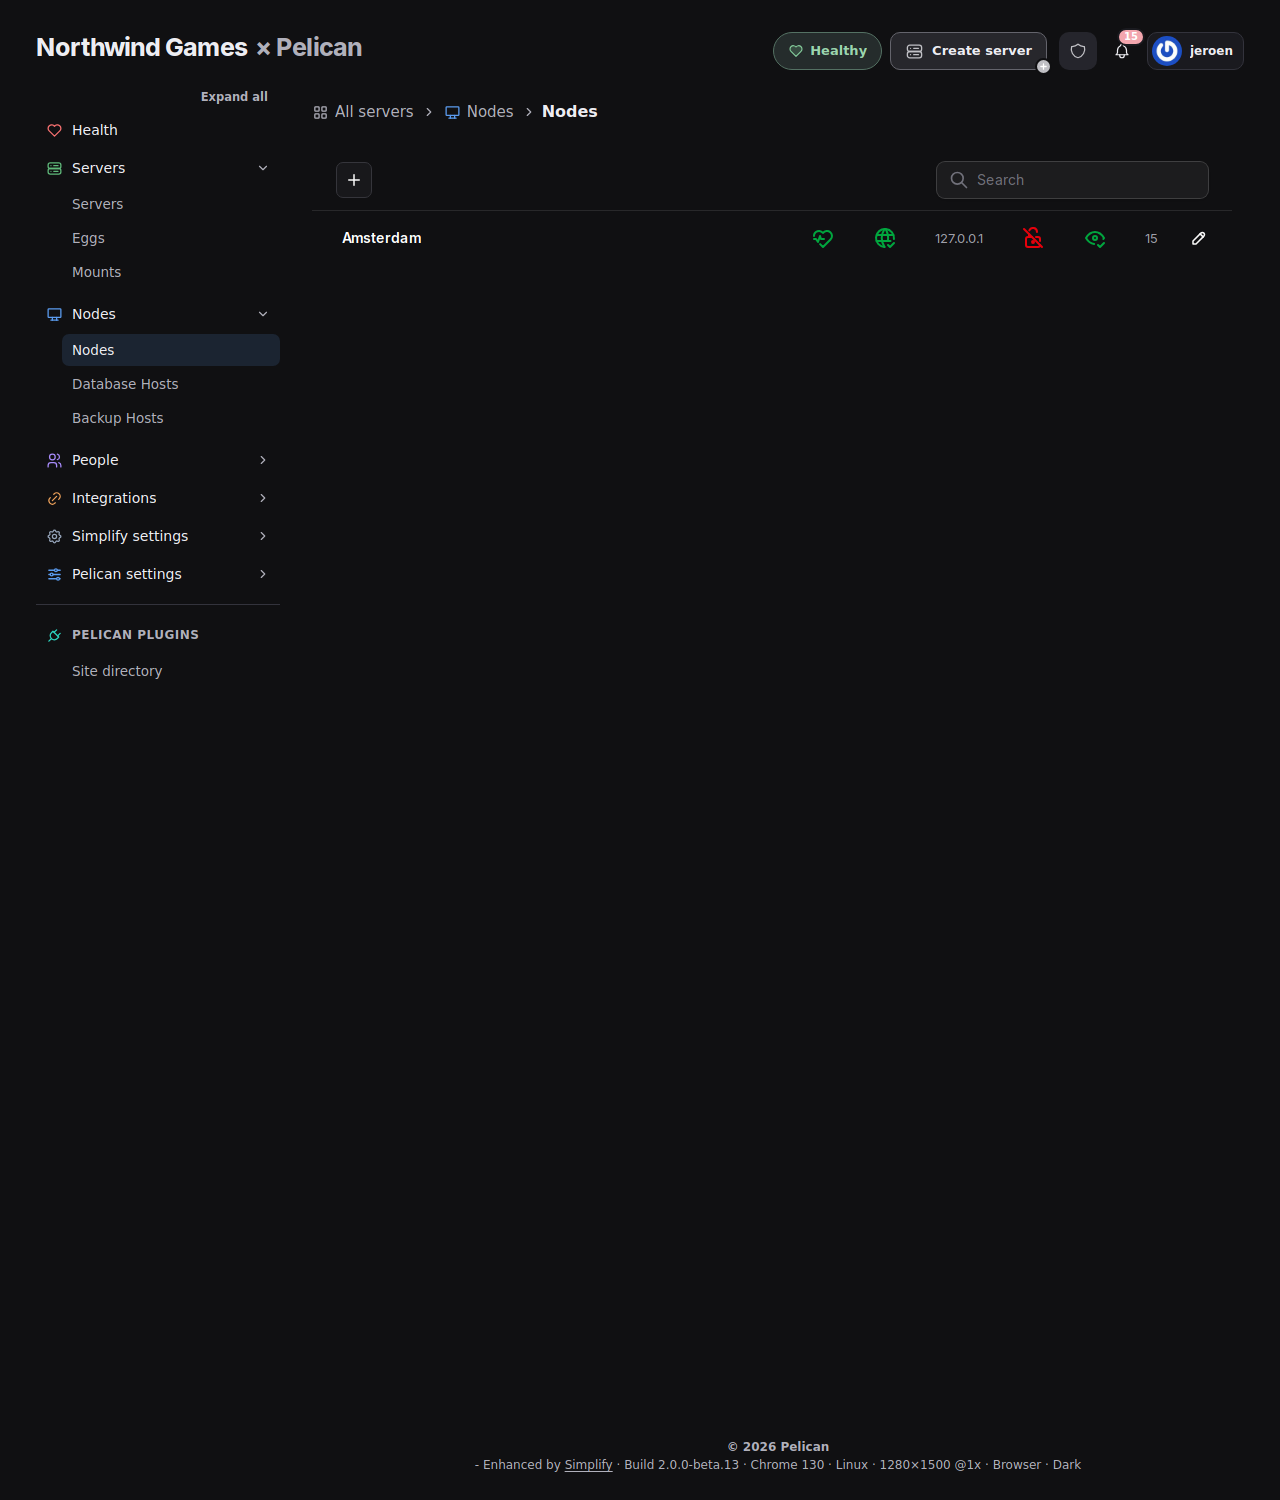 Northwind Games × Pelican
Healthy
Create server
15
jeroen
Expand all
Health
Servers
Servers
Eggs
Mounts
Nodes
Nodes
Database Hosts
Backup Hosts
People
Integrations
Simplify settings
Pelican settings
PELICAN PLUGINS
Site directory
All servers > Nodes > Nodes
Search
Amsterdam 127.0.0.1 15
© 2026 Pelican
- Enhanced by Simplify · Build 2.0.0-beta.13 · Chrome 130 · Linux · 1280×1500 @1x · Browser · Dark